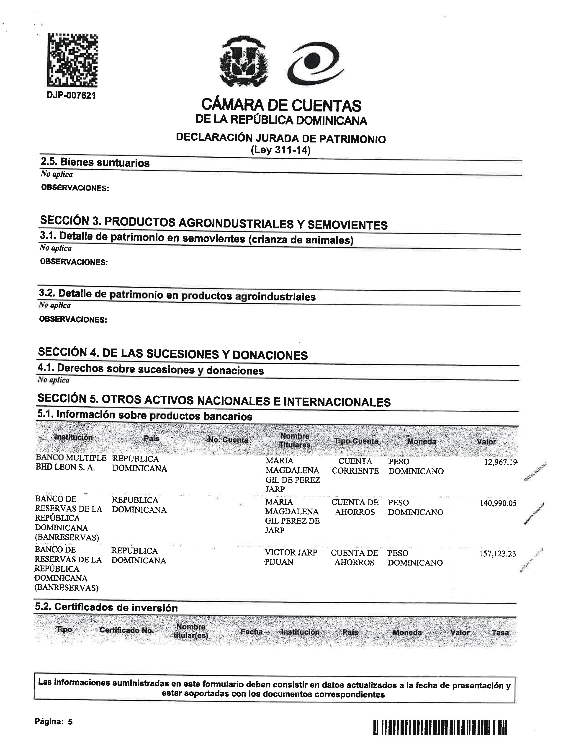 DJP-007621
CÁMARA DE CUENTAS
DE LA REPÚBLICA DOMINICANA
DECLARACIÓN JURADA DE PATRIMONIO
(Ley 311-14)
2.5. Bienes suntuarios
No aplica
OBSERVACIONES:
SECCIÓN 3. PRODUCTOS AGROINDUSTRIALES Y SEMOVIENTES
3.1. Detalle de patrimonio en semovientes (crianza de animales)
No aplica
OBSERVACIONES:
3.2. Detalle de patrimonio en productos agroindustriales
No aplica
OBSERVACIONES:
SECCIÓN 4. DE LAS SUCESIONES Y DONACIONES
4.1. Derechos sobre sucesiones y donaciones
No aplica
SECCIÓN 5. OTROS ACTIVOS NACIONALES E INTERNACIONALES
5.1. Información sobre productos bancarios
Institución País No. Cuenta Nombre Titulares Tipo Cuenta Moneda Valor
BANCO MULTIPLE REPÚBLICA MARIA CUENTA PESO 12,967.19
BHD LEON S. A. DOMINICANA MAGDALENA CORRIENTE DOMINICANO
GIL DE PEREZ
JARP
BANCO DE REPÚBLICA MARIA CUENTA DE PESO 140,990.05
RESERVAS DE LA DOMINICANA MAGDALENA AHORROS DOMINICANO
REPÚBLICA GIL PEREZ DE
DOMINICANA JARP
(BANRESERVAS)
BANCO DE REPÚBLICA VICTOR JARP CUENTA DE PESO 157,123.23
RESERVAS DE LA DOMINICANA PUJAN AHORROS DOMINICANO
REPÚBLICA
DOMINICANA
(BANRESERVAS)
5.2. Certificados de inversión
Tipo Certificado No. Nombre titular(es) Fecha Institución País Moneda Valor Tasa
Las informaciones suministradas en este formulario deben consistir en datos actualizados a la fecha de presentación y
estar soportadas con los documentos correspondientes
Página: 5